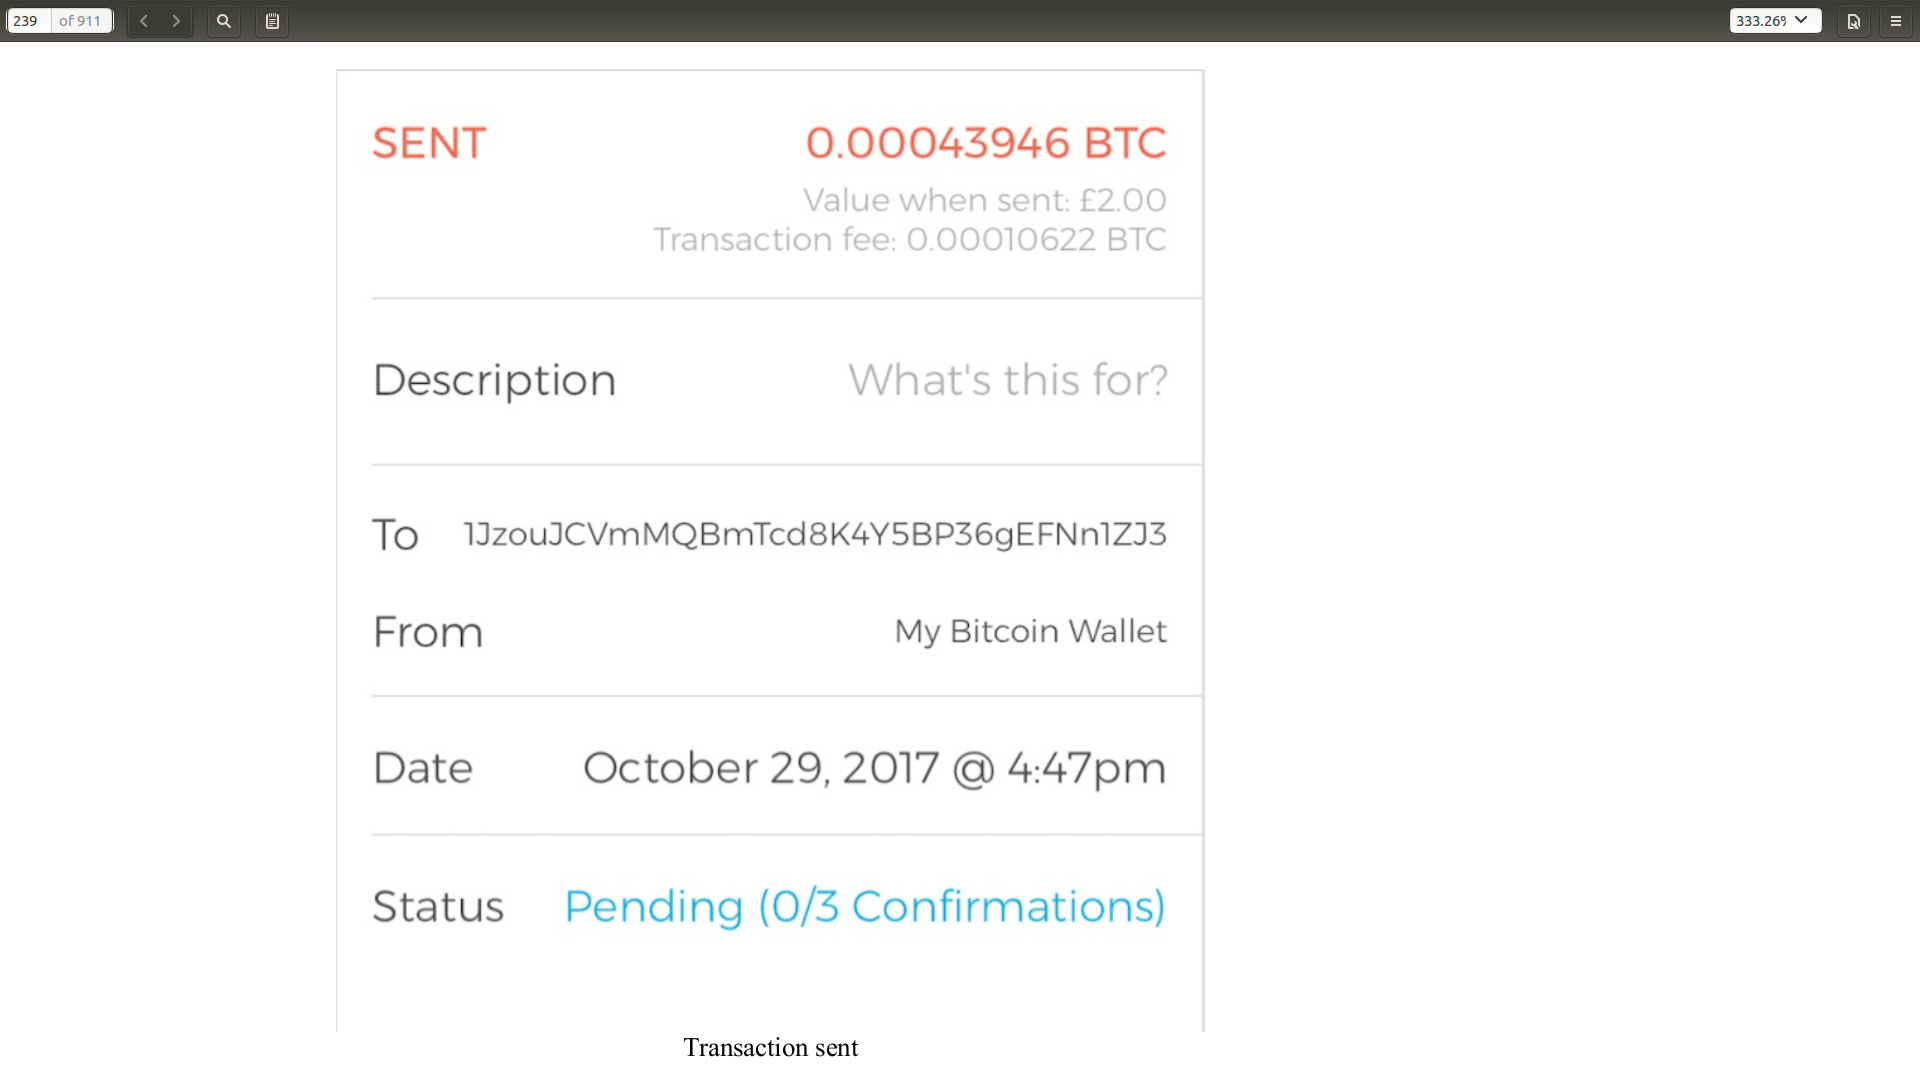 239 of 911 333.26%
SENT 0.00043946 BTC
Value when sent: £2.00
Transaction fee: 0.00010622 BTC
Description What's this for?
To 1JzouJCVmMQBmTcd8K4Y5BP36gEFNn1ZJ3
From My Bitcoin Wallet
Date October 29, 2017 @ 4:47pm
Status Pending (0/3 Confirmations)
Transaction sent